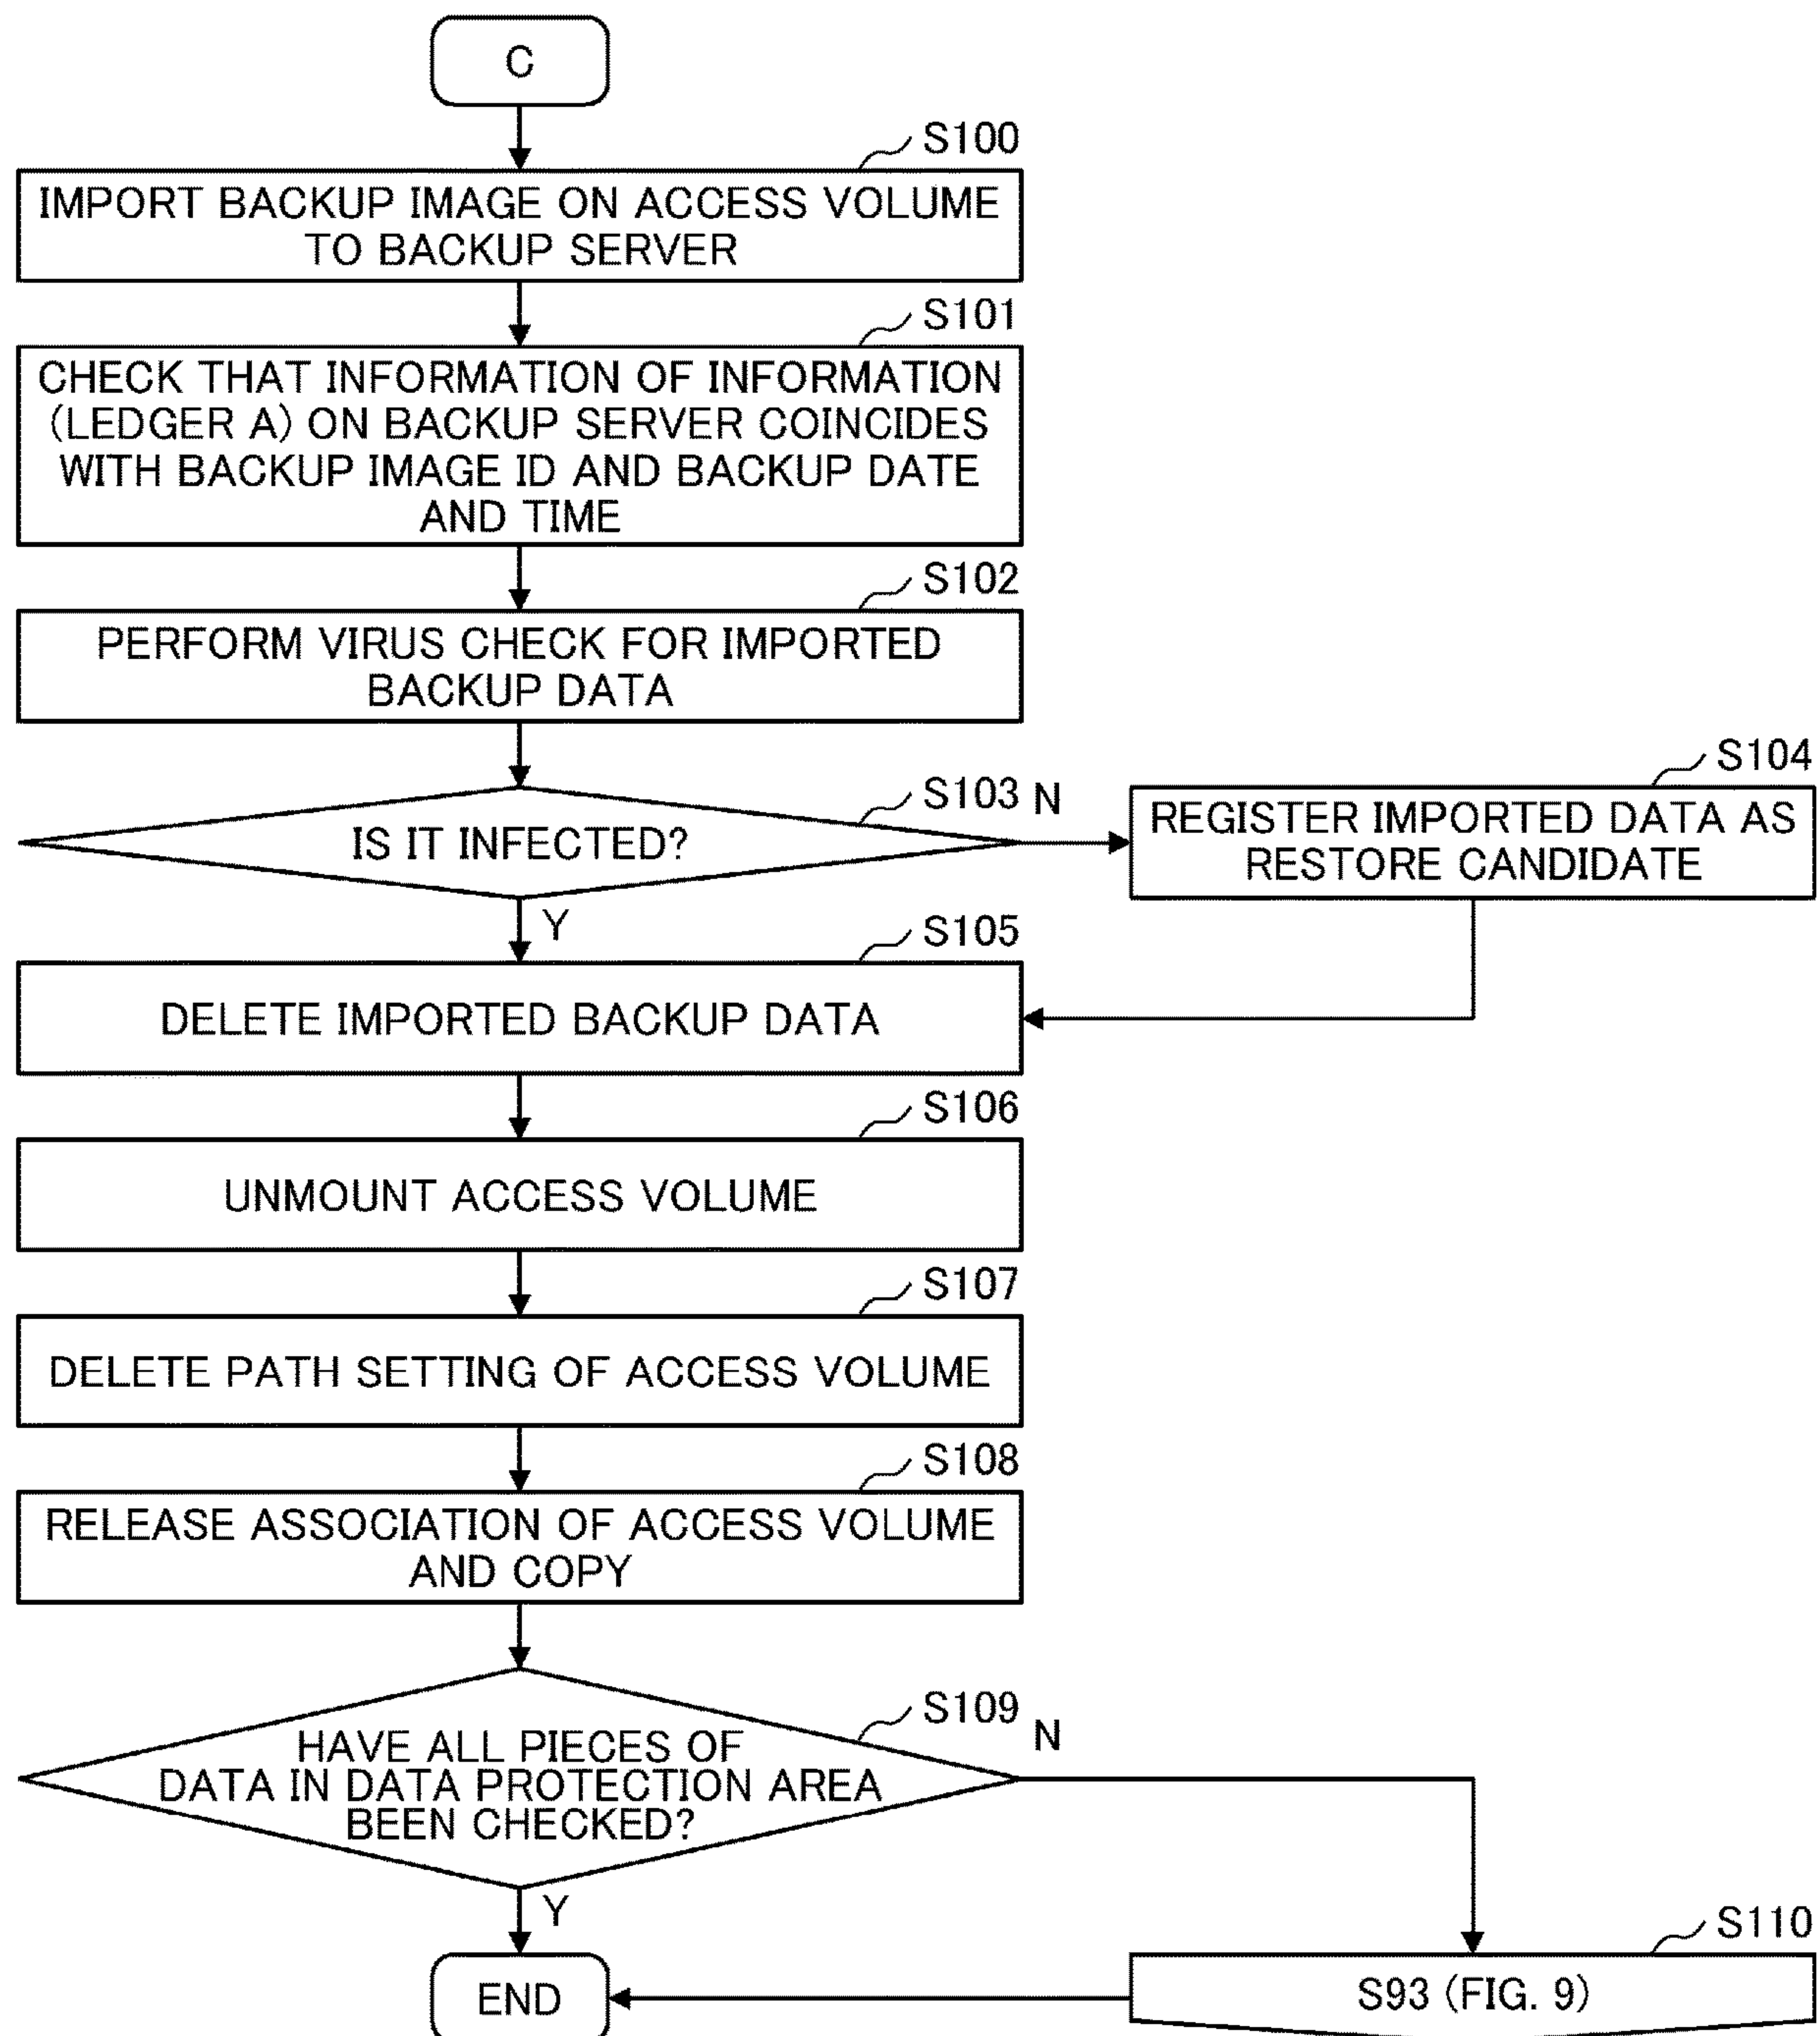 C
S100
IMPORT BACKUP IMAGE ON ACCESS VOLUME
TO BACKUP SERVER
S101
CHECK THAT INFORMATION OF INFORMATION
(LEDGER A) ON BACKUP SERVER COINCIDES
WITH BACKUP IMAGE ID AND BACKUP DATE
AND TIME
S102
PERFORM VIRUS CHECK FOR IMPORTED
BACKUP DATA
S103
N
IS IT INFECTED?
Y
S104
REGISTER IMPORTED DATA AS
RESTORE CANDIDATE
S105
DELETE IMPORTED BACKUP DATA
S106
UNMOUNT ACCESS VOLUME
S107
DELETE PATH SETTING OF ACCESS VOLUME
S108
RELEASE ASSOCIATION OF ACCESS VOLUME
AND COPY
S109
N
HAVE ALL PIECES OF
DATA IN DATA PROTECTION AREA
BEEN CHECKED?
Y
S110
S93 (FIG. 9)
END